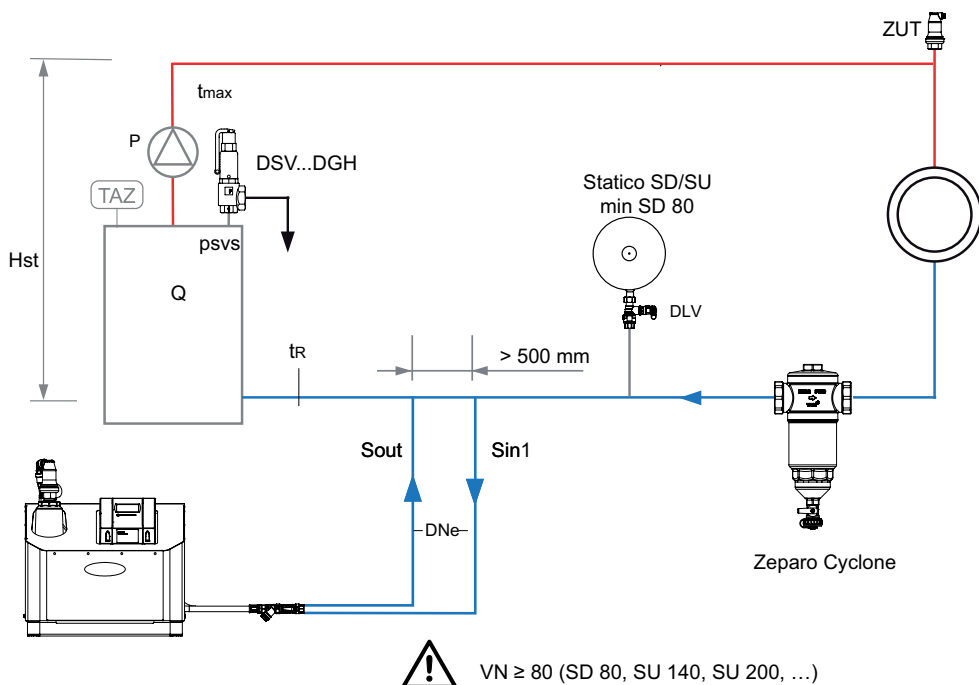 ZUT
tmax
P
DSV...DGH
TAZ
Statico SD/SU
min SD 80
psvs
Hst
Q
DLV
tR
> 500 mm
Sout
Sin1
DNe
Zeparo Cyclone
VN ≥ 80 (SD 80, SU 140, SU 200, …)